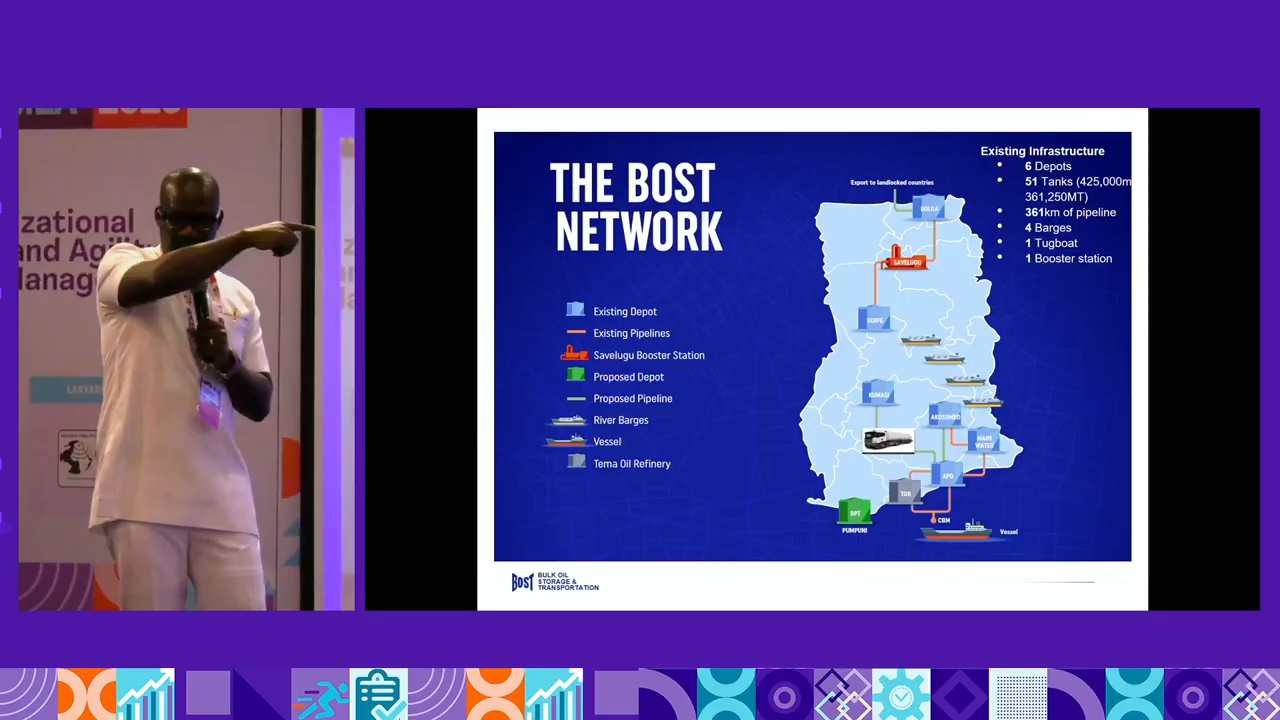 zational
and Agil
Manage
THE BOST
NETWORK
Existing Depot
Existing Pipelines
Savelugu Booster Station
Proposed Depot
Proposed Pipeline
River Barges
Vessel
Tema Oil Refinery
Export to landlocked countries
BOLGA
SAVELUGU
BUIPE
KUMASI
AKOSOMBO
MAMI
WATER
APD
TOR
BPT
PUMPUNI
CBM
Vessel
Existing Infrastructure
6 Depots
51 Tanks (425,000m
361,250MT)
361km of pipeline
4 Barges
1 Tugboat
1 Booster station
BOST BULK OIL
STORAGE &
TRANSPORTATION